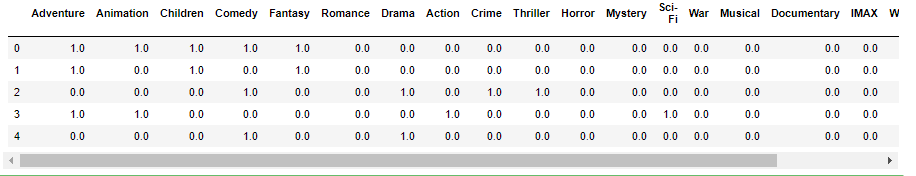 Adventure Animation Children Comedy Fantasy Romance Drama Action Crime Thriller Horror Mystery Sci-Fi War Musical Documentary IMAX W
0 1.0 1.0 1.0 1.0 1.0 0.0 0.0 0.0 0.0 0.0 0.0 0.0 0.0 0.0 0.0 0.0 0.0
1 1.0 0.0 1.0 0.0 1.0 0.0 0.0 0.0 0.0 0.0 0.0 0.0 0.0 0.0 0.0 0.0 0.0
2 0.0 0.0 0.0 1.0 0.0 0.0 1.0 0.0 1.0 1.0 0.0 0.0 0.0 0.0 0.0 0.0 0.0
3 1.0 1.0 0.0 0.0 0.0 0.0 0.0 1.0 0.0 0.0 0.0 0.0 1.0 0.0 0.0 0.0 0.0
4 0.0 0.0 0.0 1.0 0.0 0.0 1.0 0.0 0.0 0.0 0.0 0.0 0.0 0.0 0.0 0.0 0.0